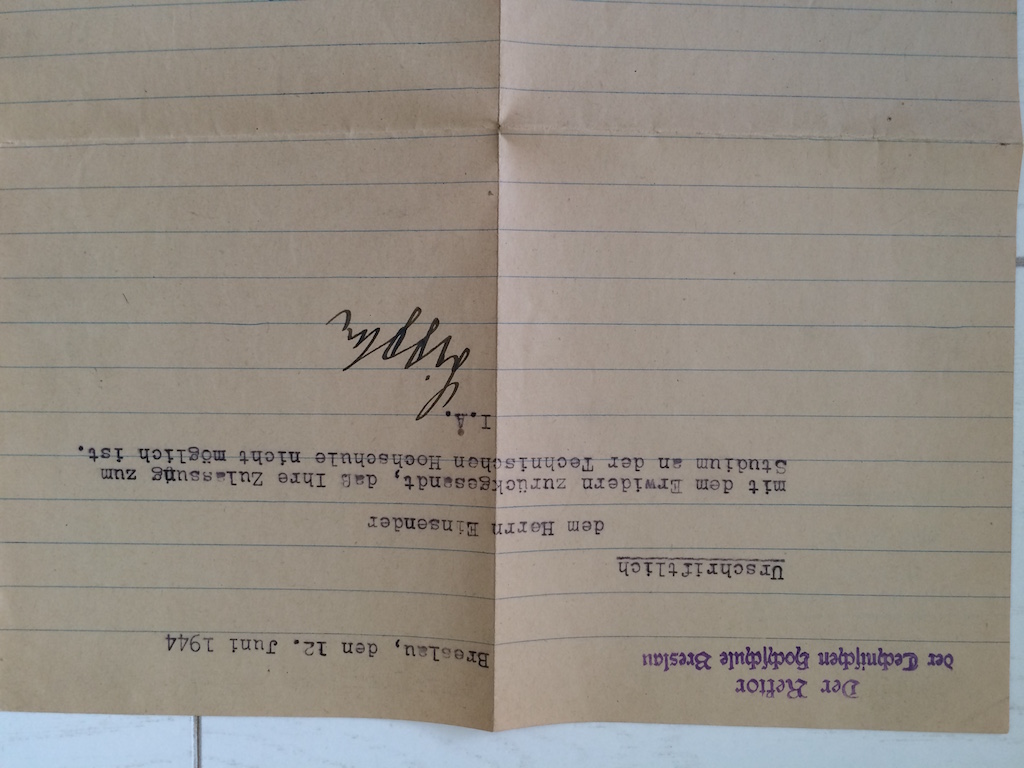 Der Rektor
der Technischen Hochschule Breslau
Breslau, den 12. Juni 1944
Urschriftlich
dem Herrn Einsender
mit dem Erwidern zurückgesandt, daß Ihre Zulassung zum
Studium an der Technischen Hochschule nicht möglich ist.
I.A.